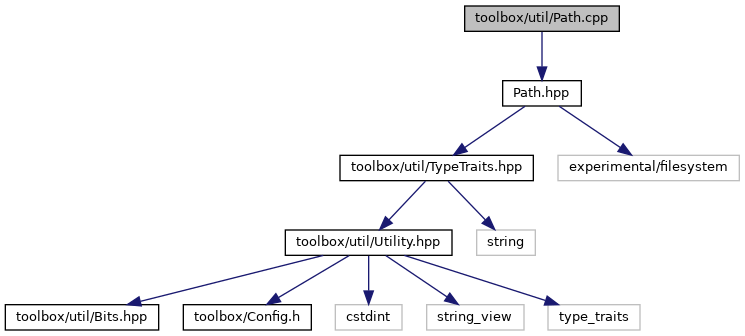 toolbox/util/Path.cpp
Path.hpp
toolbox/util/TypeTraits.hpp
experimental/filesystem
toolbox/util/Utility.hpp
string
toolbox/util/Bits.hpp
toolbox/Config.h
cstdint
string_view
type_traits